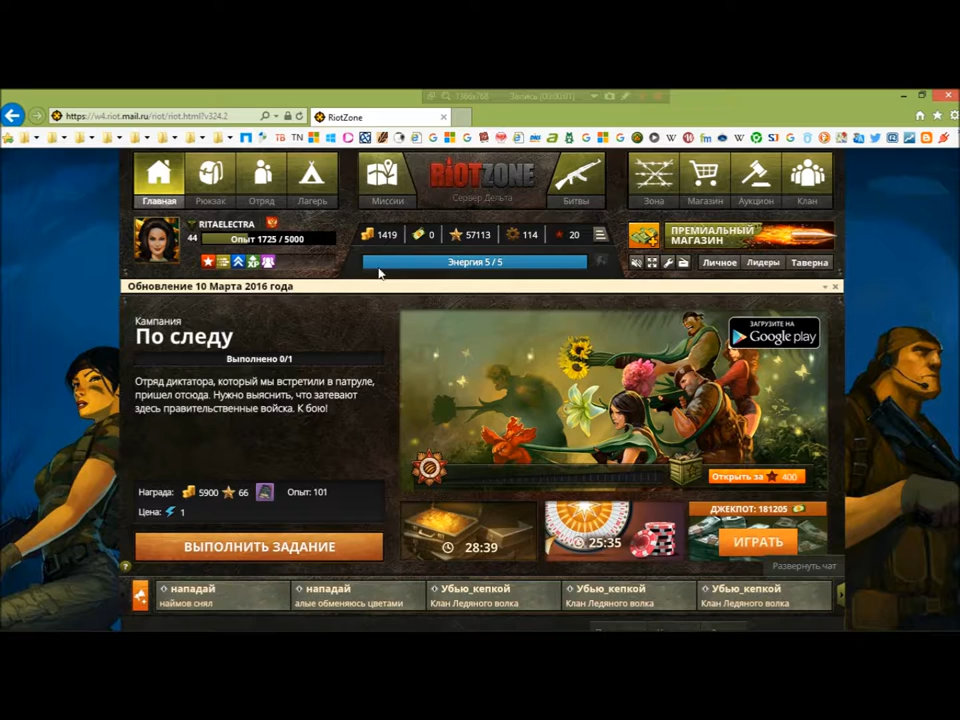 1366x768 Запись [00:00:01]
https://w4.riot.mail.ru/riot/riot.html?v324.2
RiotZone
Главная
Рюкзак
Отряд
Лагерь
Миссии
RIOTZONE
Сервер Дельта
Битвы
Зона
Магазин
Аукцион
Клан
RITAELECTRA
44
Опыт 1725 / 5000
1419
0
57113
114
20
ПРЕМИАЛЬНЫЙ
МАГАЗИН
Энергия 5 / 5
Личное
Лидеры
Таверна
Обновление 10 Марта 2016 года
Кампания
По следу
Выполнено 0/1
Отряд диктатора, который мы встретили в патруле,
пришел отсюда. Нужно выяснить, что затевают
здесь правительственные войска. К бою!
ЗАГРУЗИТЕ НА
Google play
Награда: 5900 66 Опыт: 101
Цена: 1
Открыть за 400
ВЫПОЛНИТЬ ЗАДАНИЕ
28:39
25:35
ДЖЕКПОТ: 181205
ИГРАТЬ
Развернуть чат
нападай
наймов снял
нападай
алые обменяюсь цветами
Убью_кепкой
Клан Ледяного волка
Убью_кепкой
Клан Ледяного волка
Убью_кепкой
Клан Ледяного волка